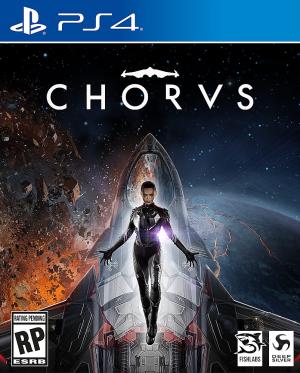 PS4
CHORVS
RATING PENDING
RP
ESRB
FISHLABS
DEEP
SILVER